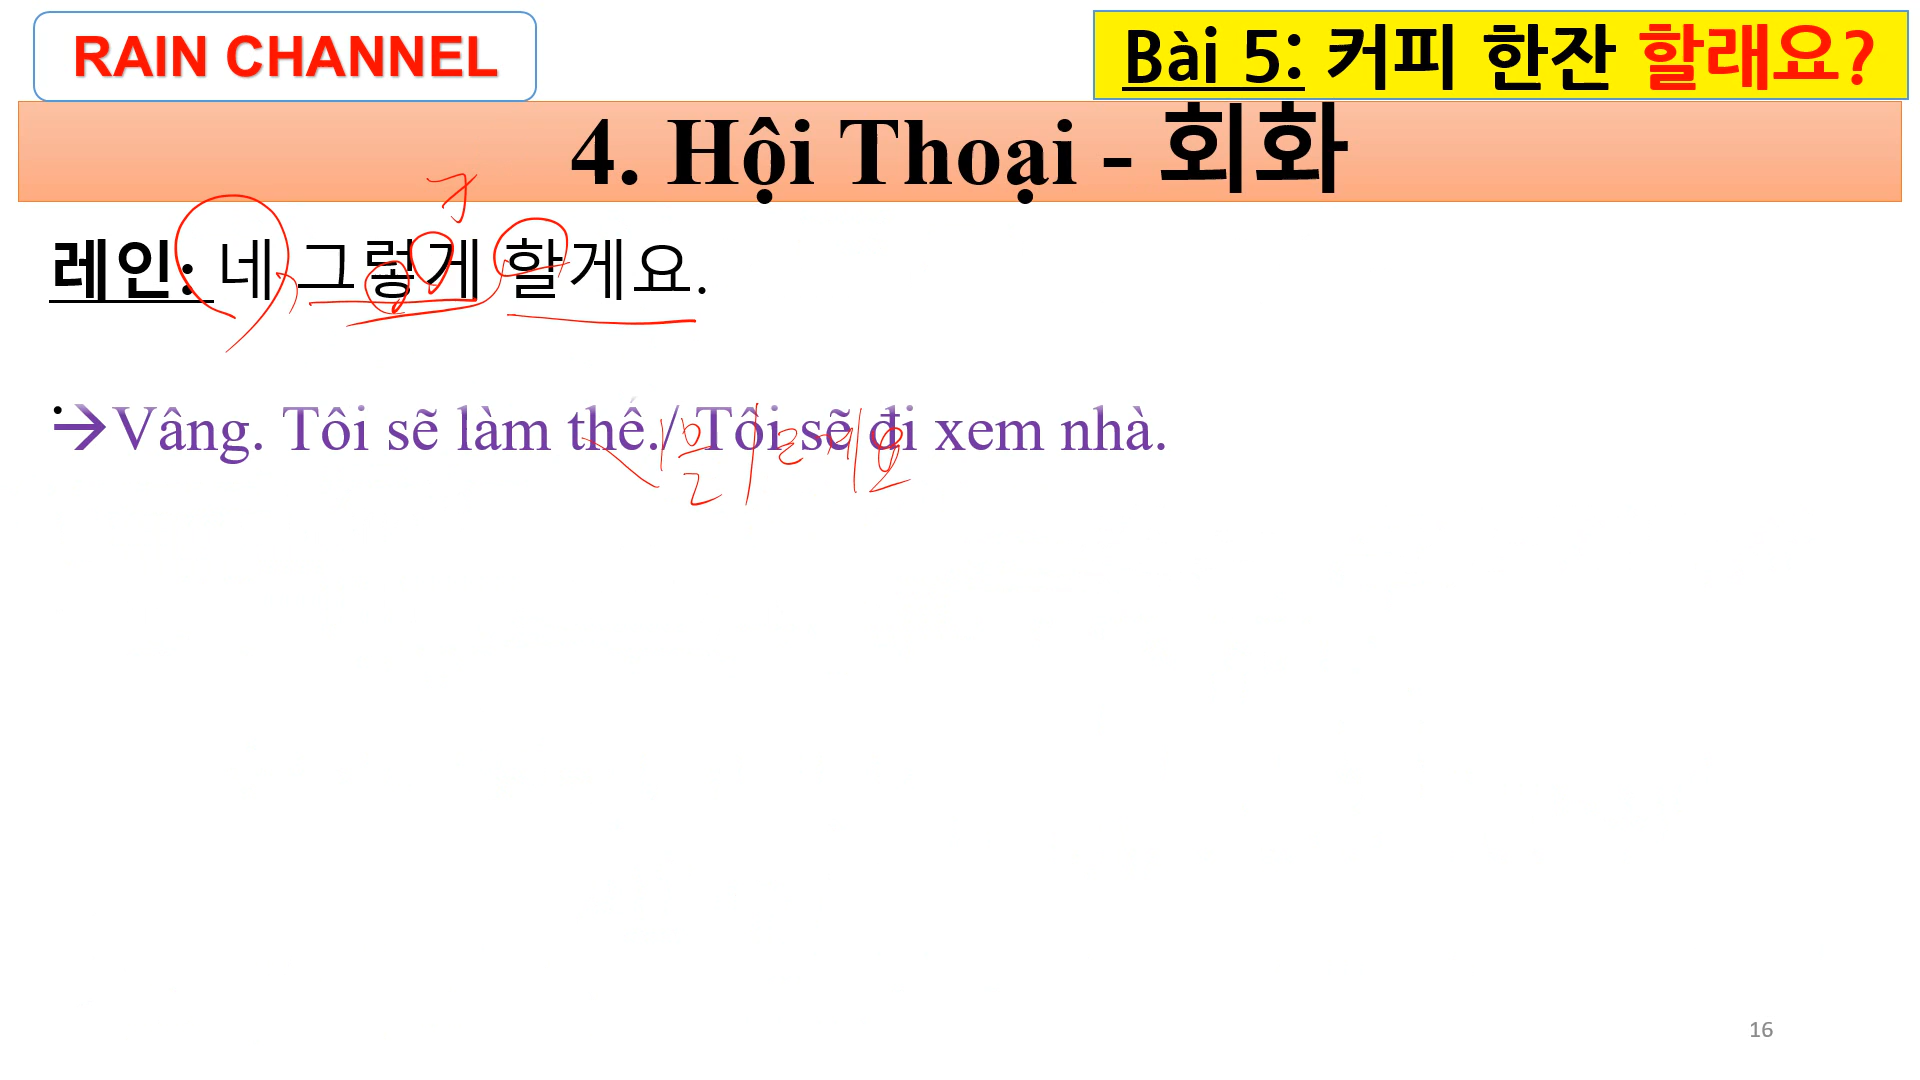 RAIN CHANNEL
Bài 5: 커피 한잔 할래요?
4. Hội Thoại - 회화
ㅋ
레인: 네, 그렇게 할게요.
→Vâng. Tôi sẽ làm thế./ Tôi sẽ đi xem nhà.
16